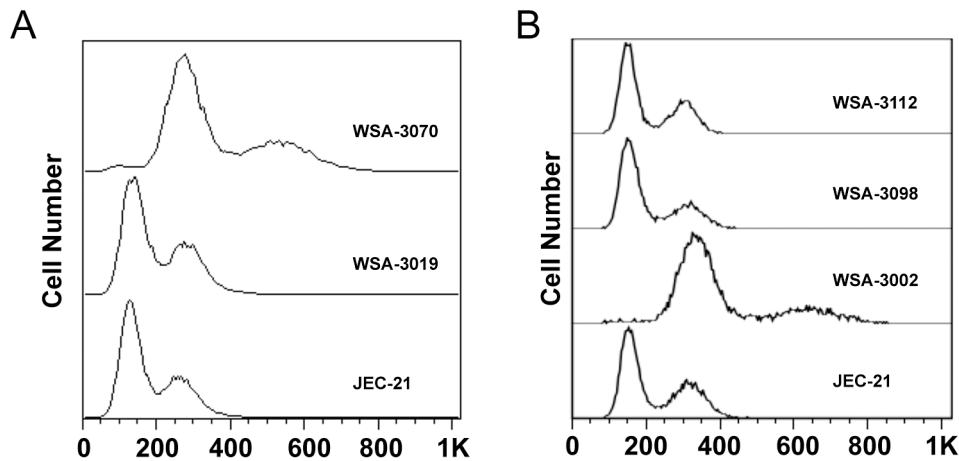 A
Cell Number
WSA-3070
WSA-3019
JEC-21
0 200 400 600 800 1K
B
Cell Number
WSA-3112
WSA-3098
WSA-3002
JEC-21
0 200 400 600 800 1K